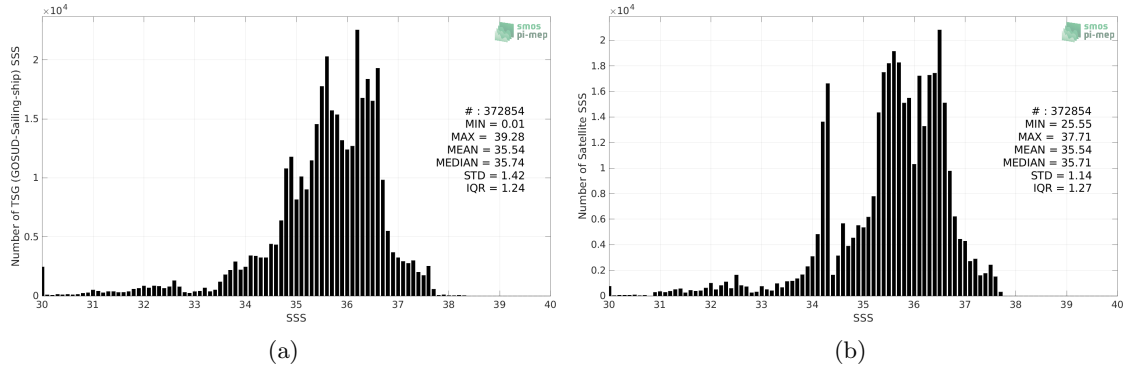 ×10⁴
smos
pi-mep
Number of TSG (GOSUD-Sailing-ship) SSS
2
1.5
1
0.5
0
# : 372854
MIN = 0.01
MAX = 39.28
MEAN = 35.54
MEDIAN = 35.74
STD = 1.42
IQR = 1.24
30 31 32 33 34 35 36 37 38 39 40
SSS
(a)
×10⁴
smos
pi-mep
Number of Satellite SSS
2
1.8
1.6
1.4
1.2
1
0.8
0.6
0.4
0.2
0
# : 372854
MIN = 25.55
MAX = 37.71
MEAN = 35.54
MEDIAN = 35.71
STD = 1.14
IQR = 1.27
30 31 32 33 34 35 36 37 38 39 40
SSS
(b)